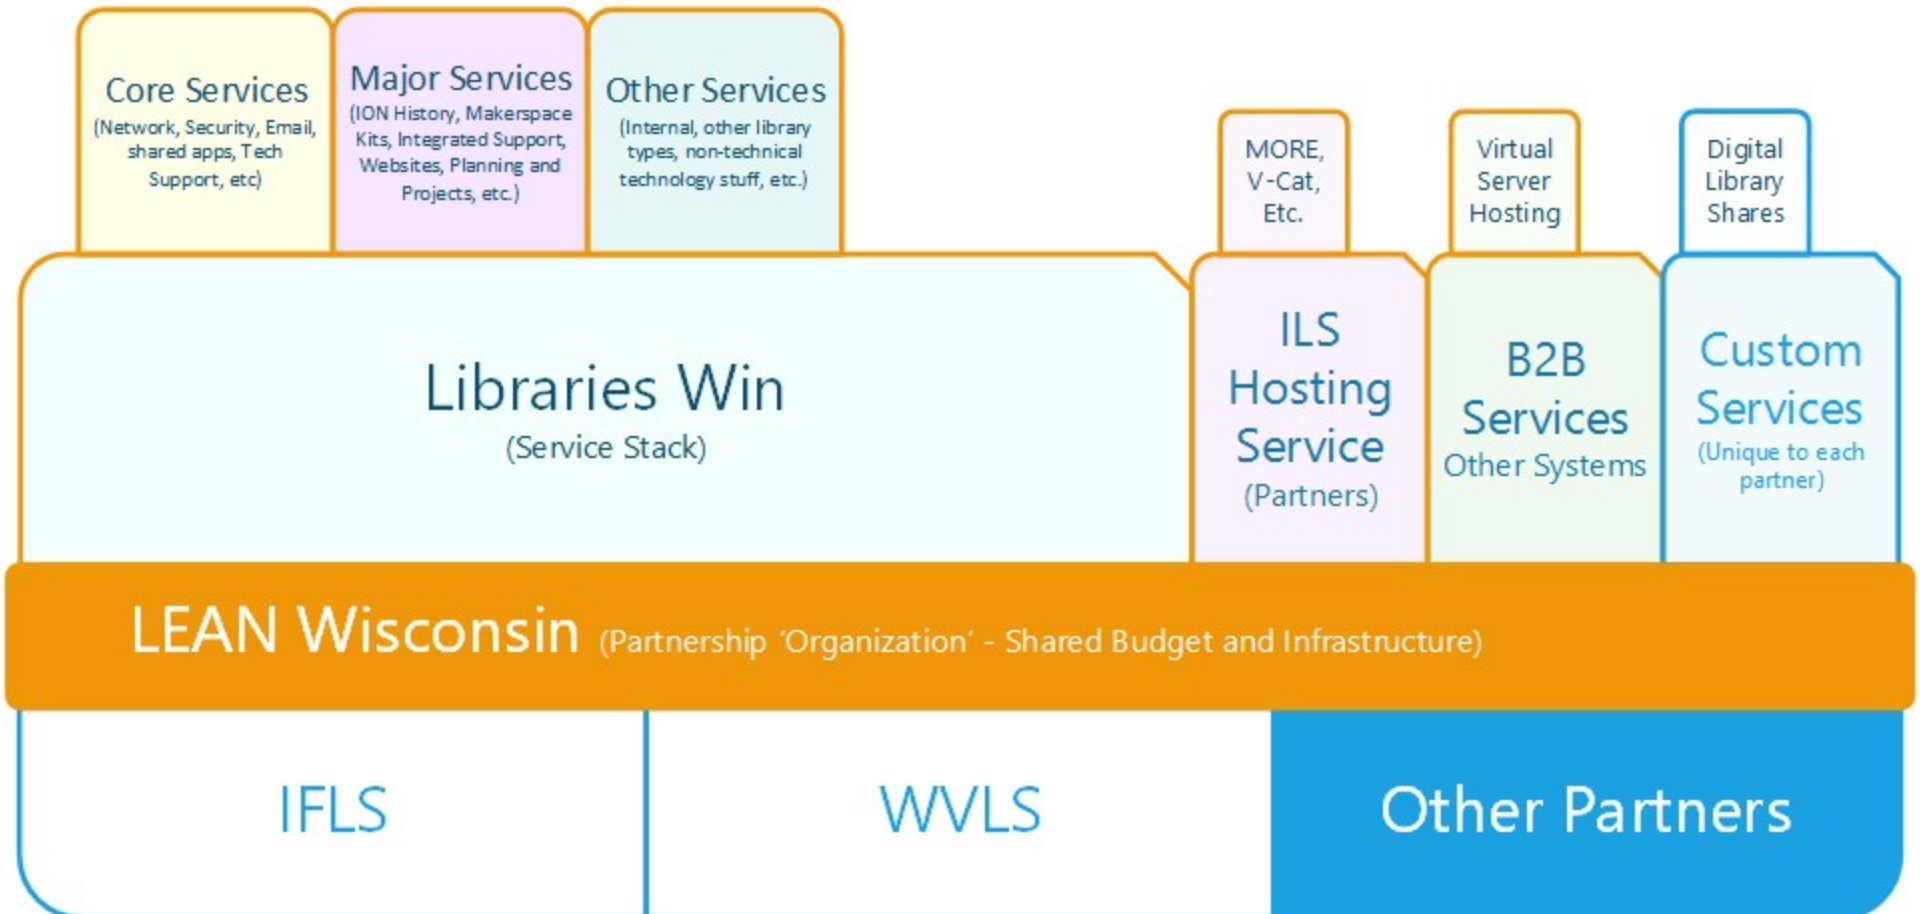 Core Services
(Network, Security, Email,
shared apps, Tech
Support, etc)
Major Services
(ION History, Makerspace
Kits, Integrated Support,
Websites, Planning and
Projects, etc.)
Other Services
(Internal, other library
types, non-technical
technology stuff, etc.)
MORE,
V-Cat,
Etc.
Virtual
Server
Hosting
Digital
Library
Shares
Libraries Win
(Service Stack)
ILS
Hosting
Service
(Partners)
B2B
Services
Other Systems
Custom
Services
(Unique to each
partner)
LEAN Wisconsin (Partnership ‘Organization’ - Shared Budget and Infrastructure)
IFLS
WVLS
Other Partners